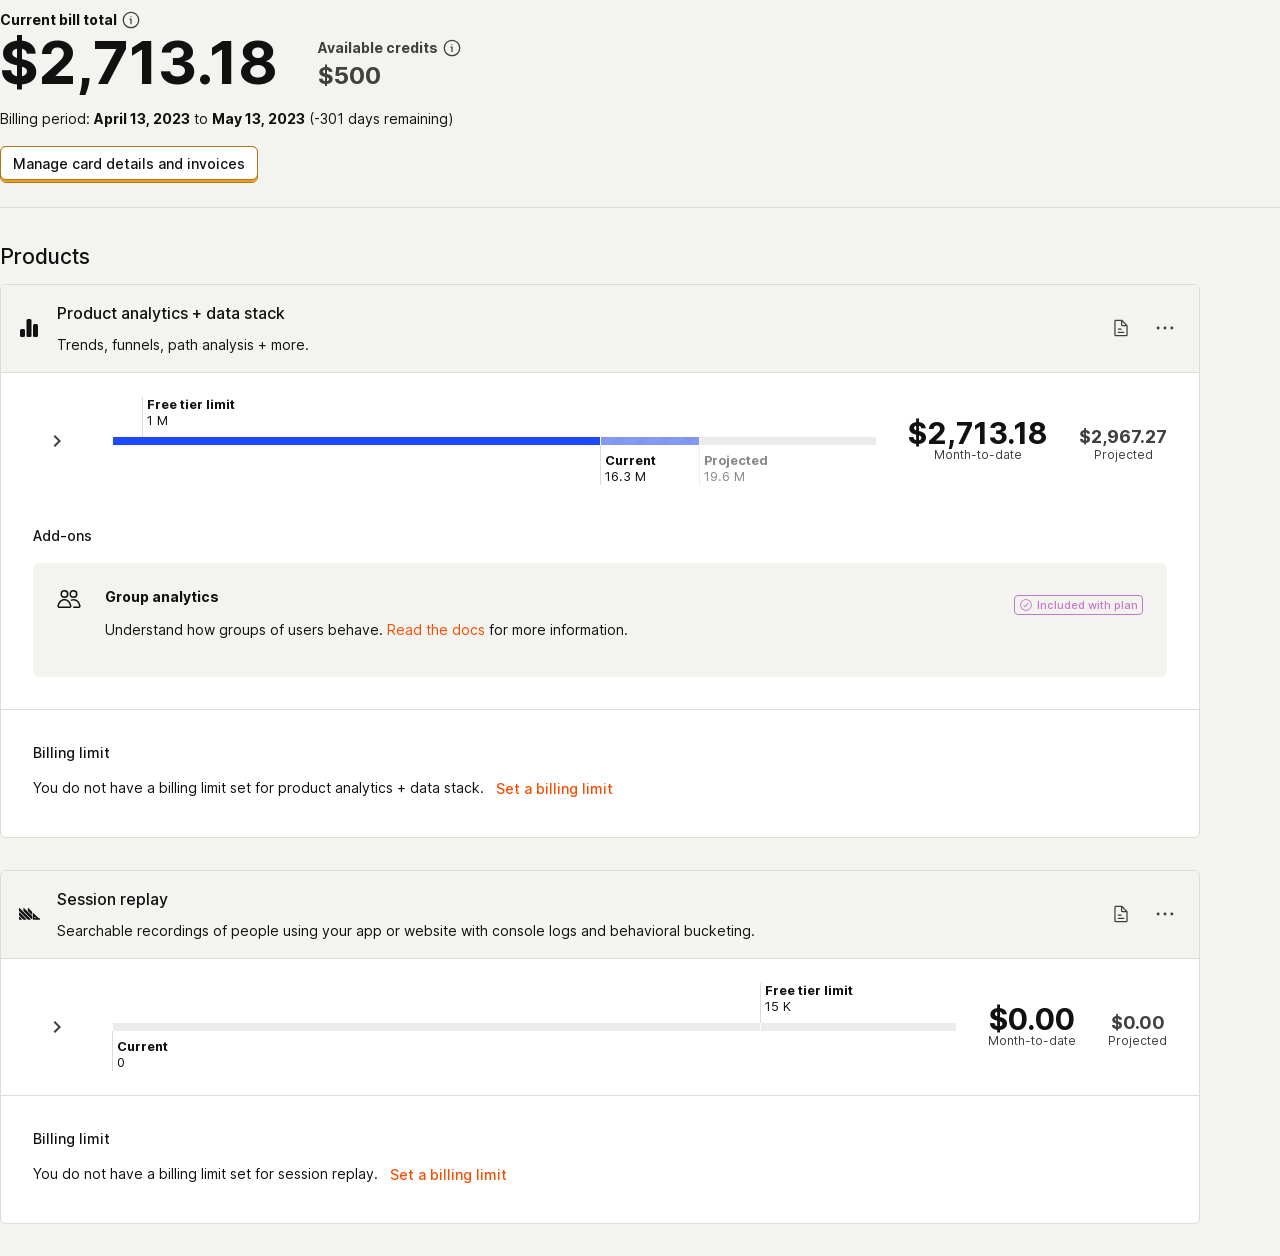 Current bill total
$2,713.18
Available credits
$500
Billing period: April 13, 2023 to May 13, 2023 (-301 days remaining)
Manage card details and invoices
Products
Product analytics + data stack
Trends, funnels, path analysis + more.
Free tier limit
1 M
Current
16.3 M
Projected
19.6 M
$2,713.18
Month-to-date
$2,967.27
Projected
Add-ons
Group analytics
Understand how groups of users behave. Read the docs for more information.
Included with plan
Billing limit
You do not have a billing limit set for product analytics + data stack. Set a billing limit
Session replay
Searchable recordings of people using your app or website with console logs and behavioral bucketing.
Free tier limit
15 K
Current
0
$0.00
Month-to-date
$0.00
Projected
Billing limit
You do not have a billing limit set for session replay. Set a billing limit